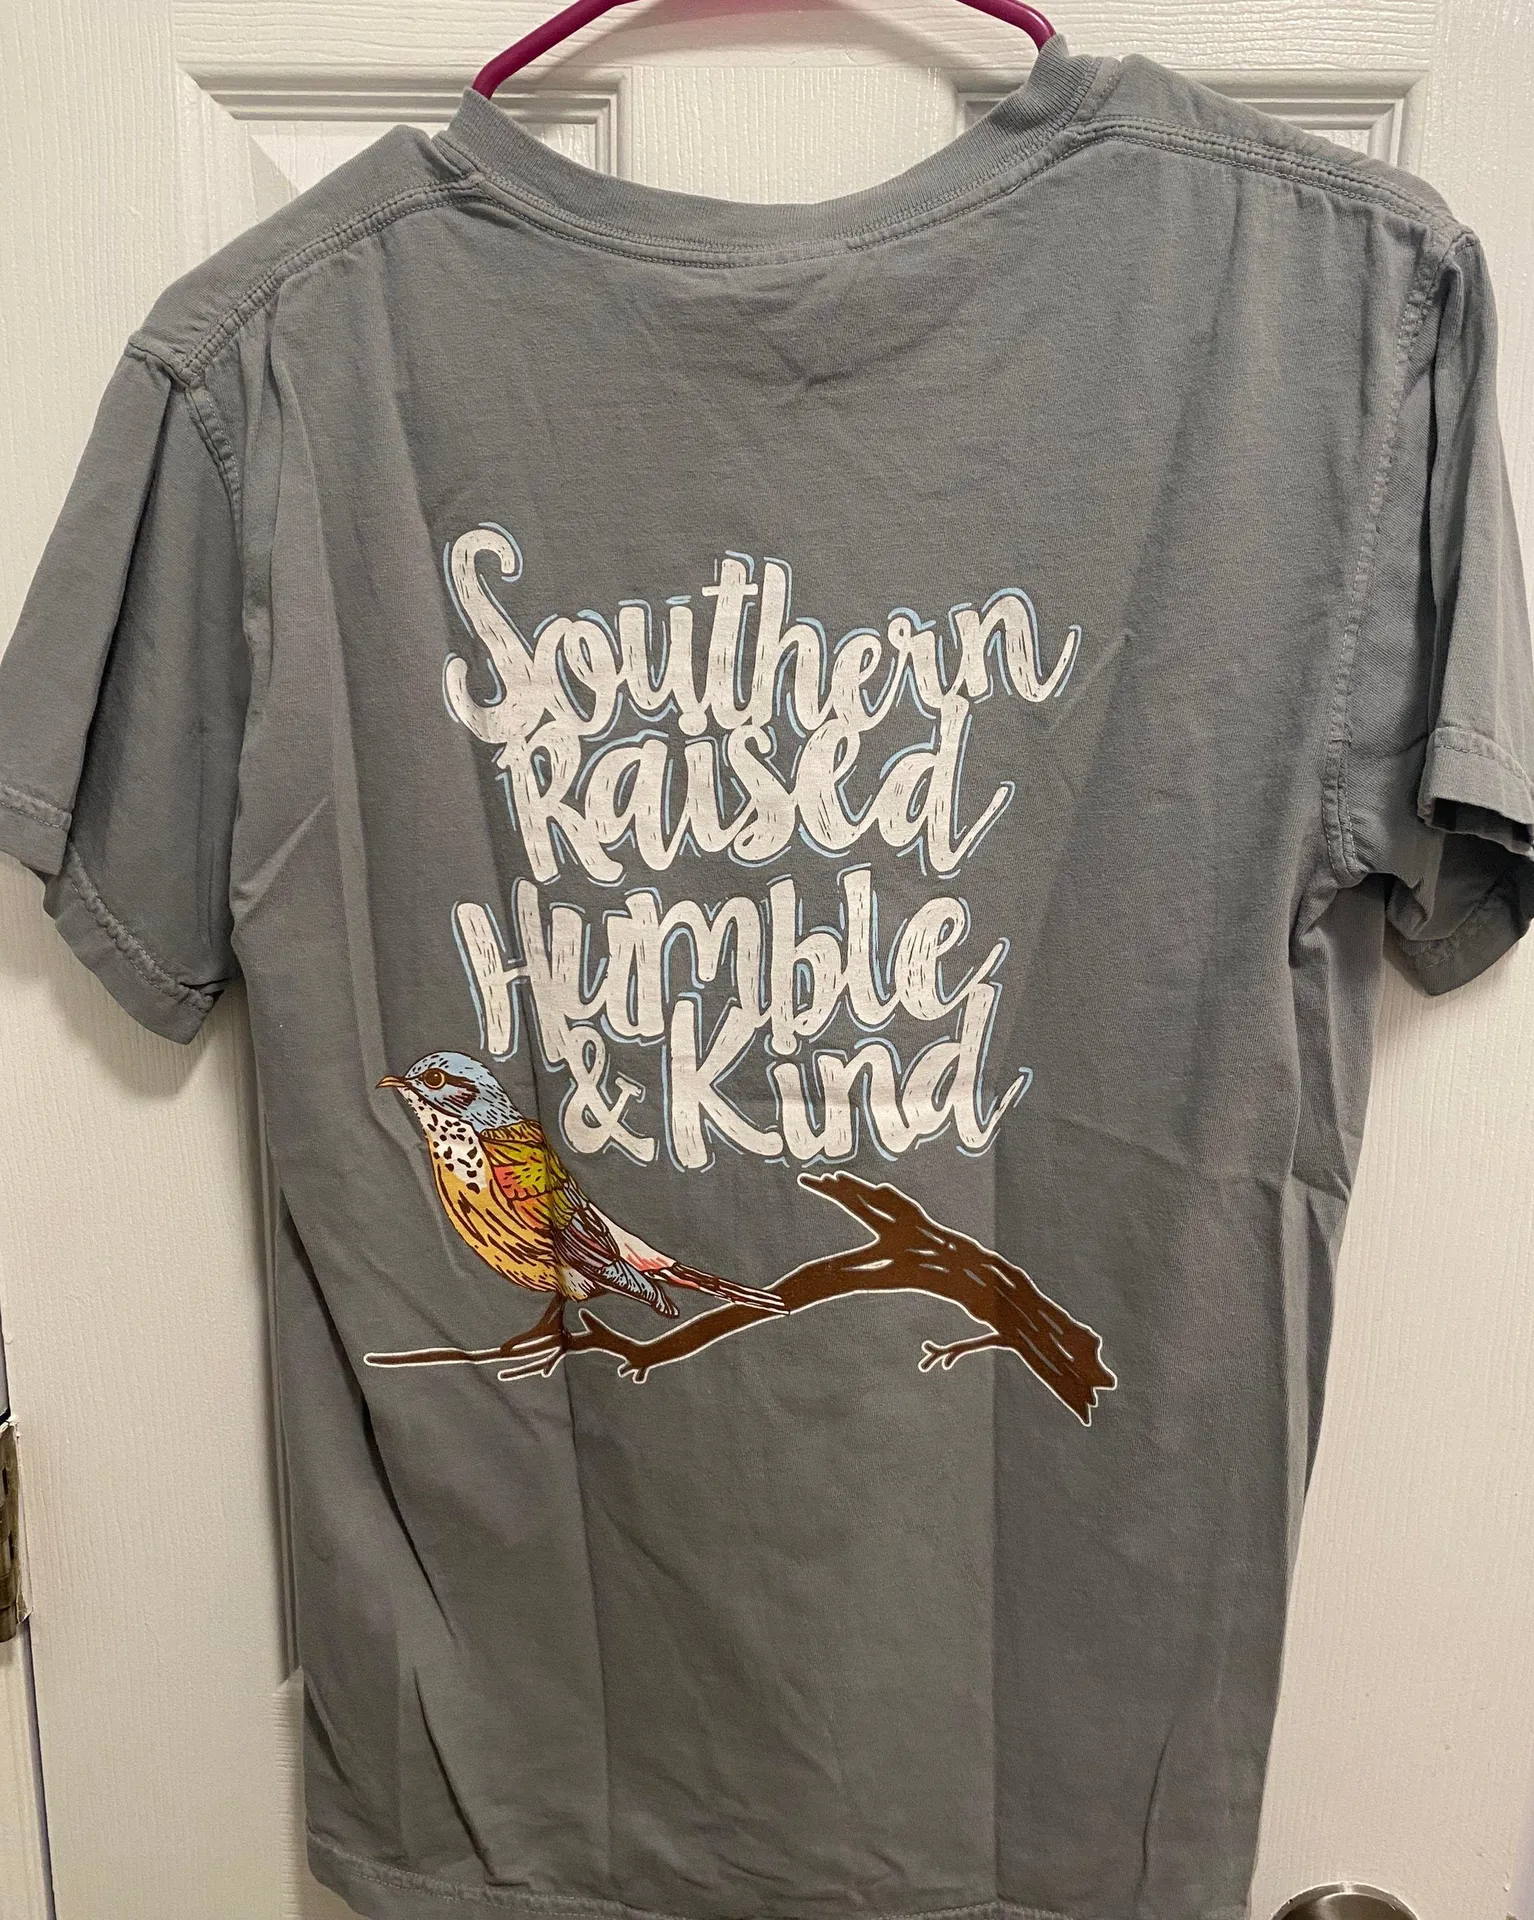 Southern
Raised
Humble
& Kind